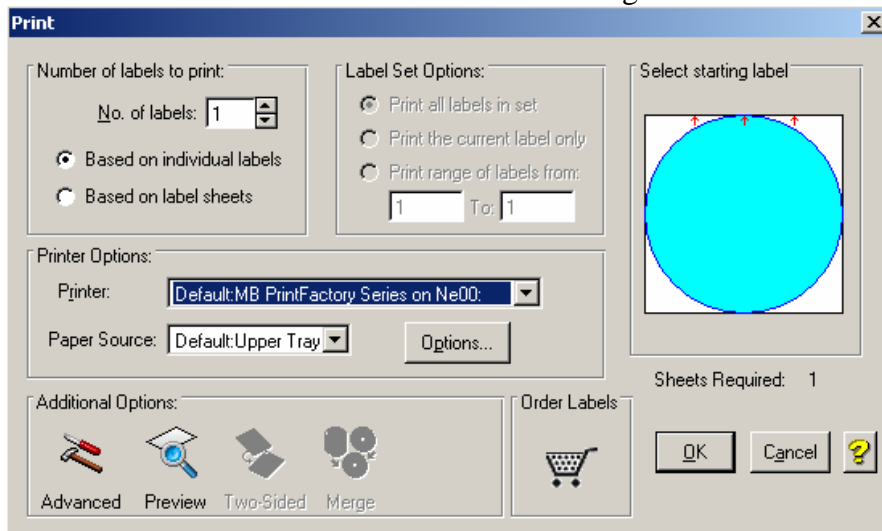 Print
Number of labels to print:
No. of labels: 1
Based on individual labels
Based on label sheets
Label Set Options:
Print all labels in set
Print the current label only
Print range of labels from:
1 To: 1
Select starting label
Printer Options:
Printer: Default:MB PrintFactory Series on Ne00:
Paper Source: Default:Upper Tray
Options...
Sheets Required: 1
Additional Options:
Advanced Preview Two-Sided Merge
Order Labels
OK Cancel ?